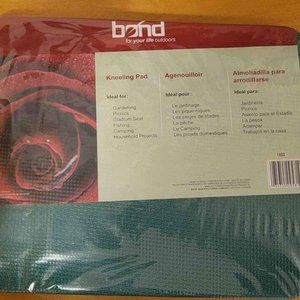 bond
for your life outdoors
Kneeling Pad
Ideal for:
Gardening
Picnics
Stadium Seat
Fishing
Camping
Household Projects
Agenouilloir
Ideal pour:
Le jardinage
Les pique-niques
Les sièges de stades
La pêche
Le Camping
Les projets domestiques
Almohadilla para
arrodillarse
Ideal para:
Jardinería
Picnics
Asiento para el Estadio
La pesca
Acampar
Trabajos en la casa